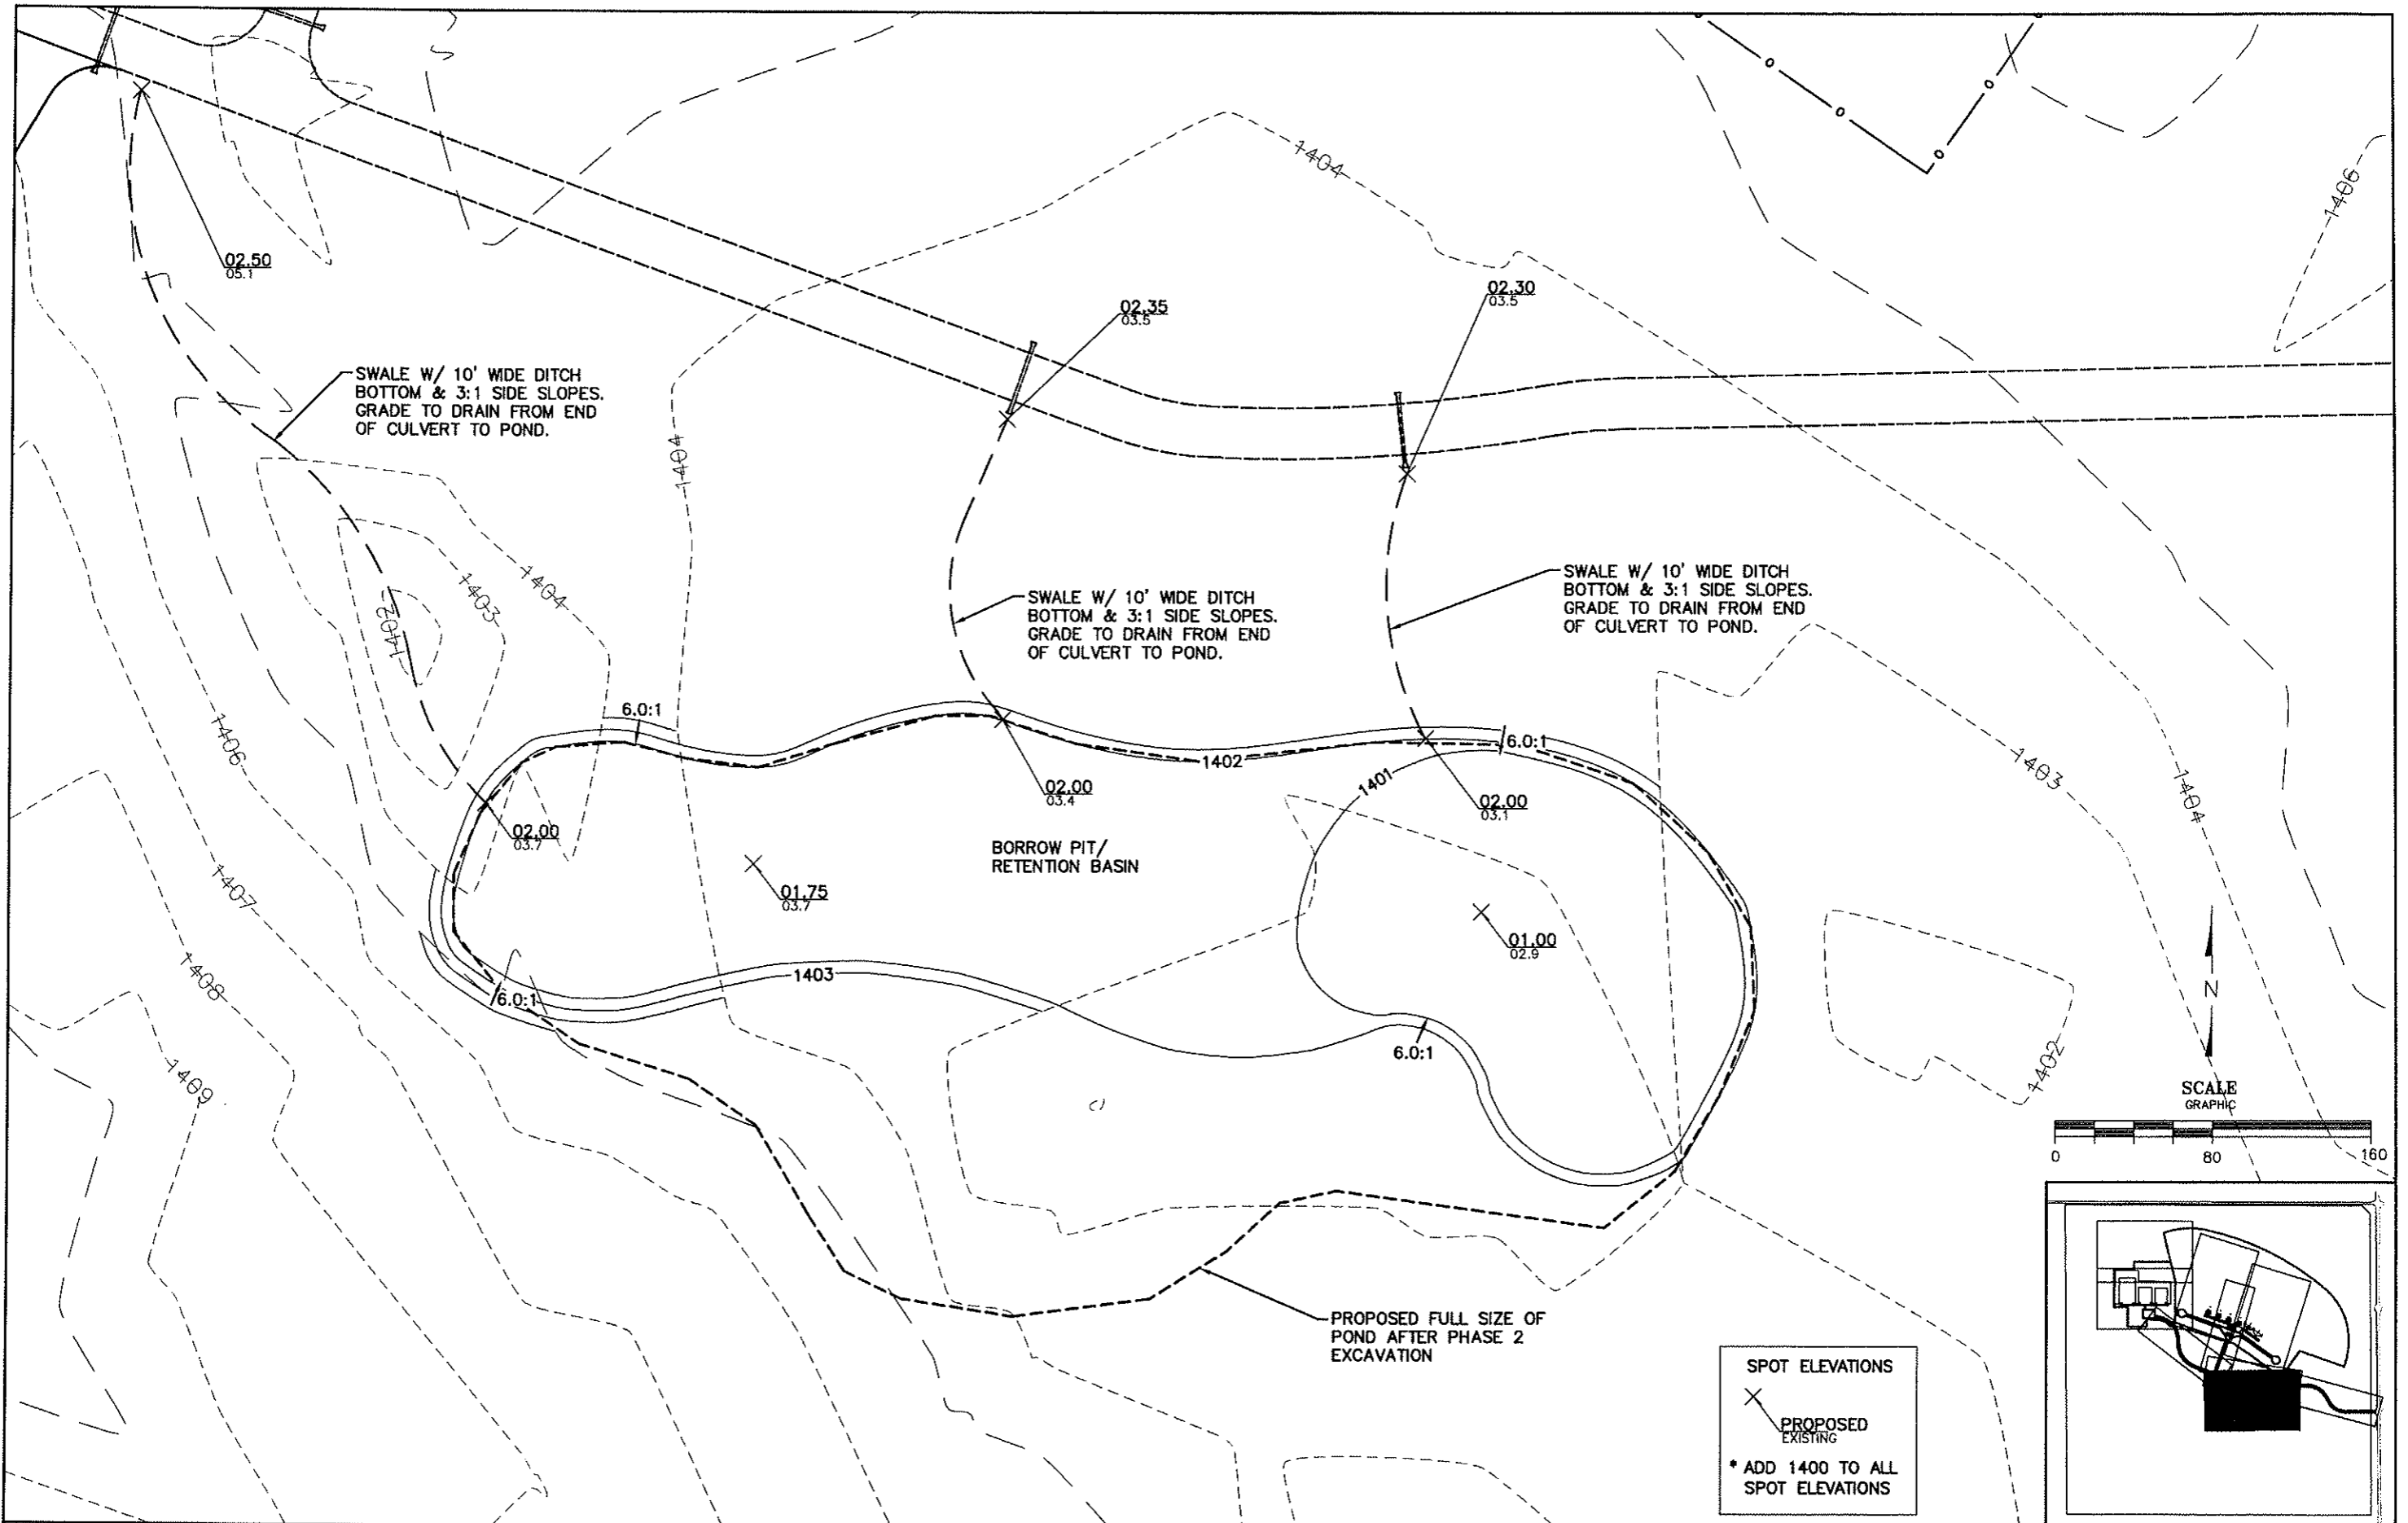 1404
1406
02.50
05.1
02.35
03.5
02.30
03.5
SWALE W/ 10' WIDE DITCH
BOTTOM & 3:1 SIDE SLOPES.
GRADE TO DRAIN FROM END
OF CULVERT TO POND.
1404
1403
1404
1402
SWALE W/ 10' WIDE DITCH
BOTTOM & 3:1 SIDE SLOPES.
GRADE TO DRAIN FROM END
OF CULVERT TO POND.
SWALE W/ 10' WIDE DITCH
BOTTOM & 3:1 SIDE SLOPES.
GRADE TO DRAIN FROM END
OF CULVERT TO POND.
1406
6.0:1
6.0:1
1402
1401
1403
1404
02.00
03.4
02.00
03.1
02.00
03.7
BORROW PIT/
RETENTION BASIN
1407
01.75
03.7
01.00
02.9
1408
1403
6.0:1
6.0:1
N
1409
1402
SCALE
GRAPHIC
0
80
160
PROPOSED FULL SIZE OF
POND AFTER PHASE 2
EXCAVATION
SPOT ELEVATIONS
PROPOSED
EXISTING
* ADD 1400 TO ALL
SPOT ELEVATIONS